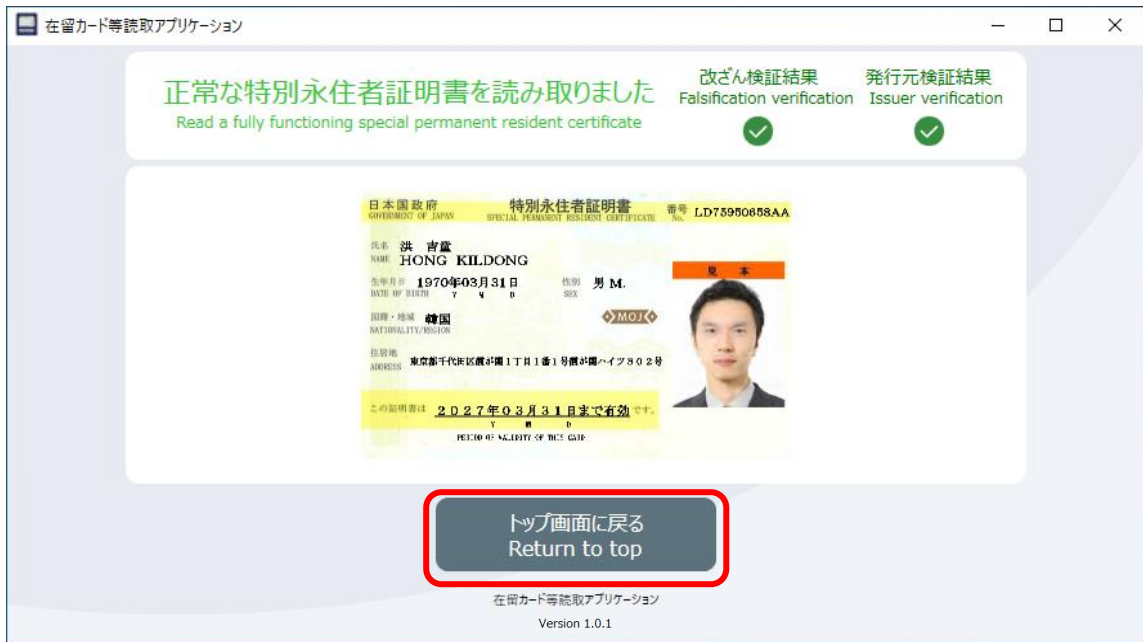 在留カード等読取アプリケーション
正常な特別永住者証明書を読み取りました
Read a fully functioning special permanent resident certificate
改ざん検証結果
Falsification verification
発行元検証結果
Issuer verification
日本国政府
GOVERNMENT OF JAPAN
特別永住者証明書
SPECIAL PERMANENT RESIDENT CERTIFICATE
番号 LD75950658AA
No.
氏名 洪 吉童
NAME HONG KILDONG
生年月日 1970年03月31日 性別 男 M.
DATE OF BIRTH Y M D SEX
国籍・地域 韓国
NATIONALITY/REGION
MOJ
見本
住居地
ADDRESS 東京都千代田区霞が関1丁目1番1号霞が関ハイツ302号
この証明書は 2027年03月31日まで有効 です。
Y M D
PERIOD OF VALIDITY OF THIS CARD
トップ画面に戻る
Return to top
在留カード等読取アプリケーション
Version 1.0.1